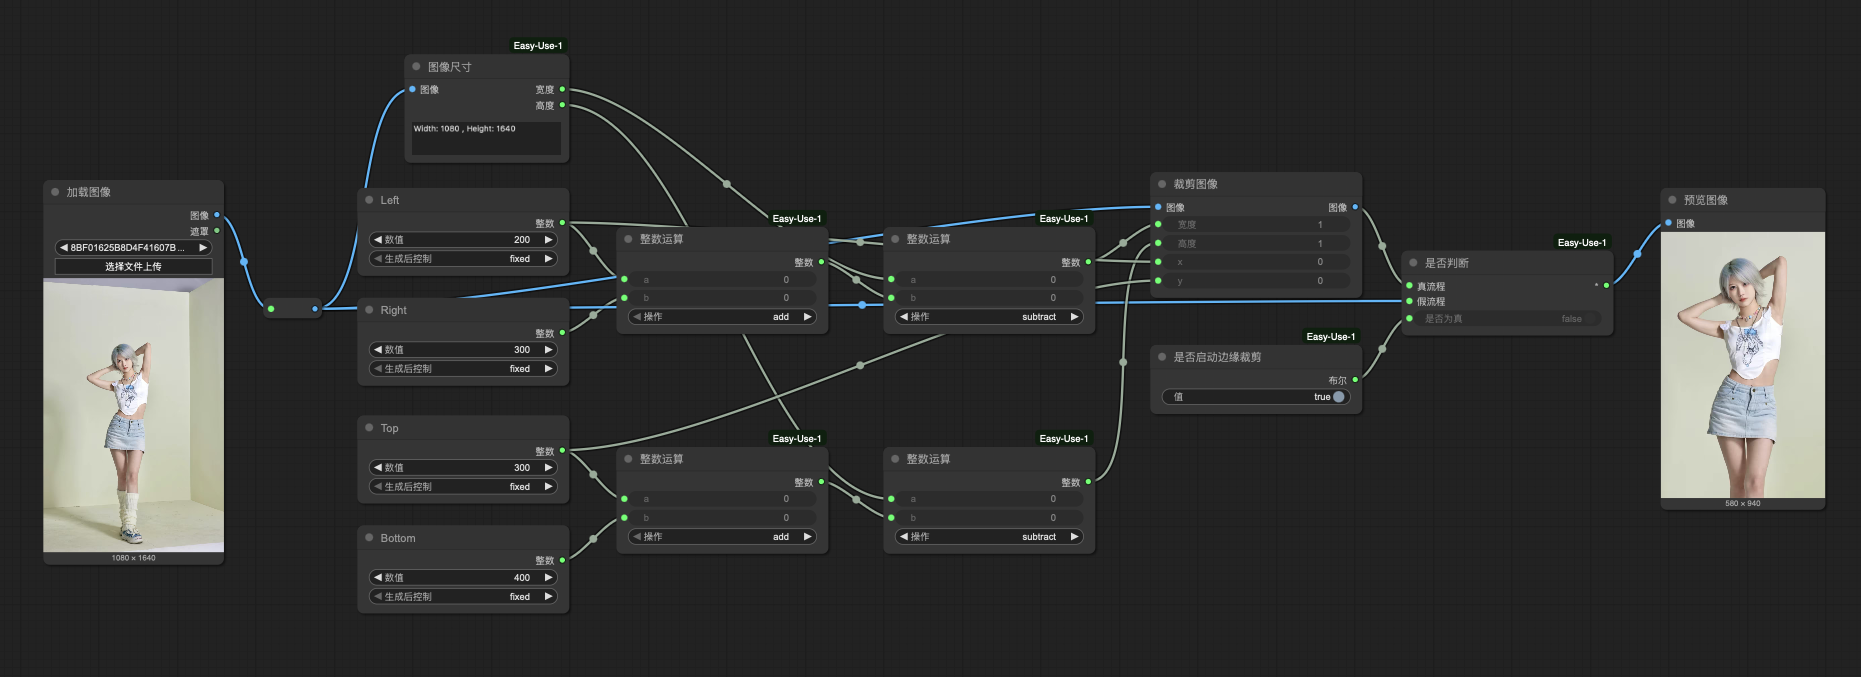 Easy-Use-1
图像尺寸
图像
宽度
高度
Width: 1080 , Height: 1640
加载图像
图像
遮罩
8BF01625B8D4F41607B...
选择文件上传
1080 × 1640
Left
整数
数值 200
生成后控制 fixed
Right
整数
数值 300
生成后控制 fixed
Top
整数
数值 300
生成后控制 fixed
Bottom
整数
数值 400
生成后控制 fixed
Easy-Use-1
整数运算
整数
a 0
b 0
操作 add
Easy-Use-1
整数运算
整数
a 0
b 0
操作 subtract
Easy-Use-1
整数运算
整数
a 0
b 0
操作 add
Easy-Use-1
整数运算
整数
a 0
b 0
操作 subtract
裁剪图像
图像 图像
宽度 1
高度 1
x 0
y 0
Easy-Use-1
是否启动边缘裁剪
布尔
值 true
Easy-Use-1
是否判断
真流程 *
假流程
是否为真 false
预览图像
图像
580 × 940